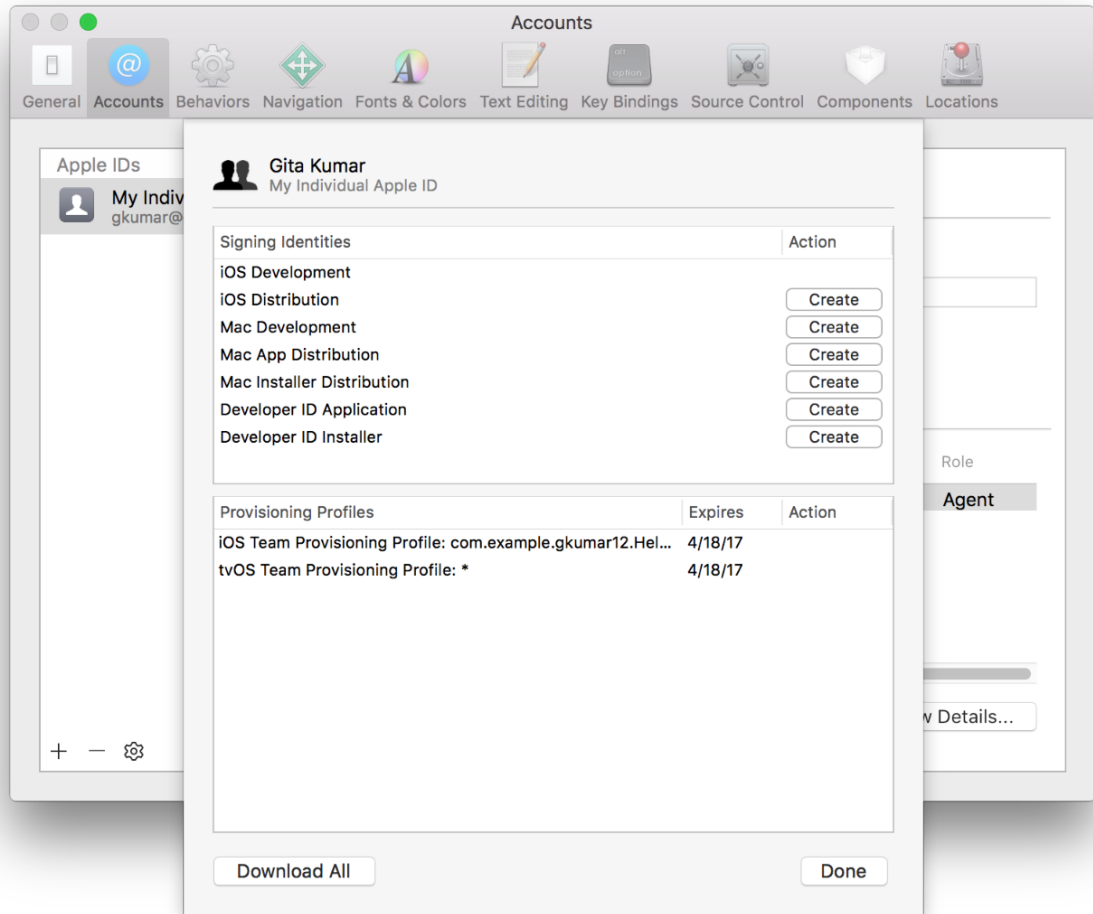 Accounts
General Accounts Behaviors Navigation Fonts & Colors Text Editing Key Bindings Source Control Components Locations
alt
option
Apple IDs
My Indiv
gkumar@
Gita Kumar
My Individual Apple ID
Signing Identities Action
iOS Development
iOS Distribution Create
Mac Development Create
Mac App Distribution Create
Mac Installer Distribution Create
Developer ID Application Create
Developer ID Installer Create
Role
Agent
Provisioning Profiles Expires Action
iOS Team Provisioning Profile: com.example.gkumar12.Hel... 4/18/17
tvOS Team Provisioning Profile: * 4/18/17
w Details...
Download All Done